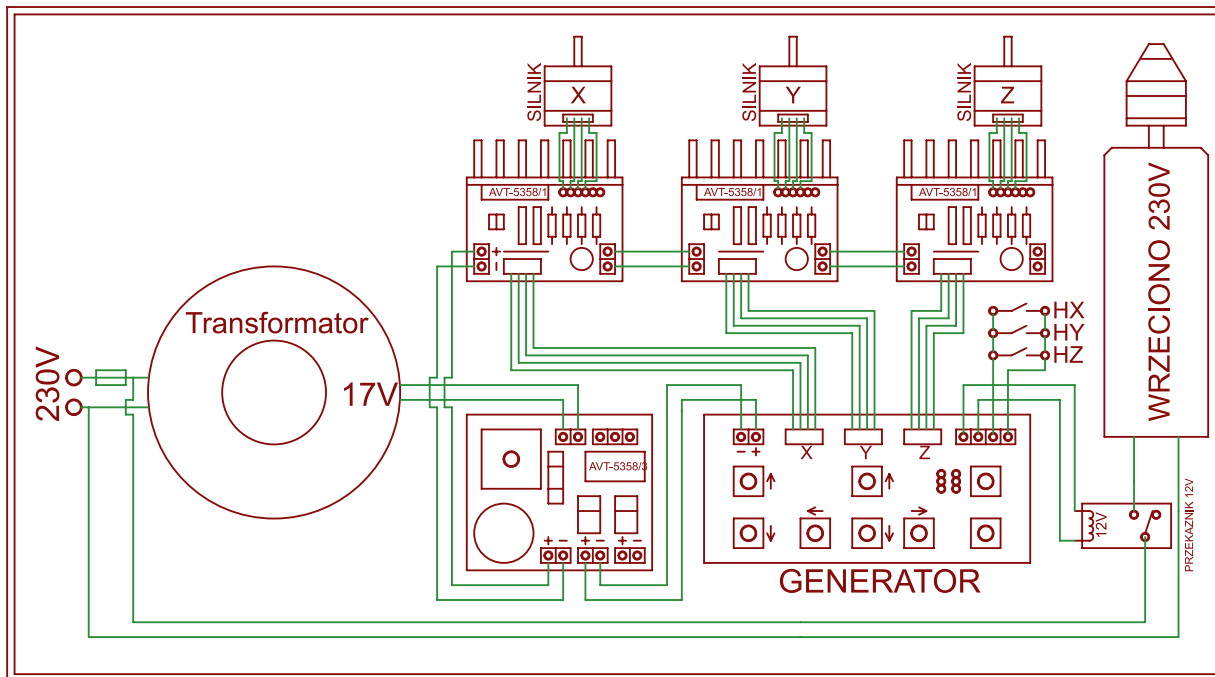 SILNIK
X
SILNIK
Y
SILNIK
Z
AVT-5358/1
AVT-5358/1
AVT-5358/1
+
-
WRZECIONO 230V
HX
HY
HZ
Transformator
230V
17V
AVT-5358/3
+ - + - + -
- +
X
Y
Z
GENERATOR
12V
PRZEKAZNIK 12V